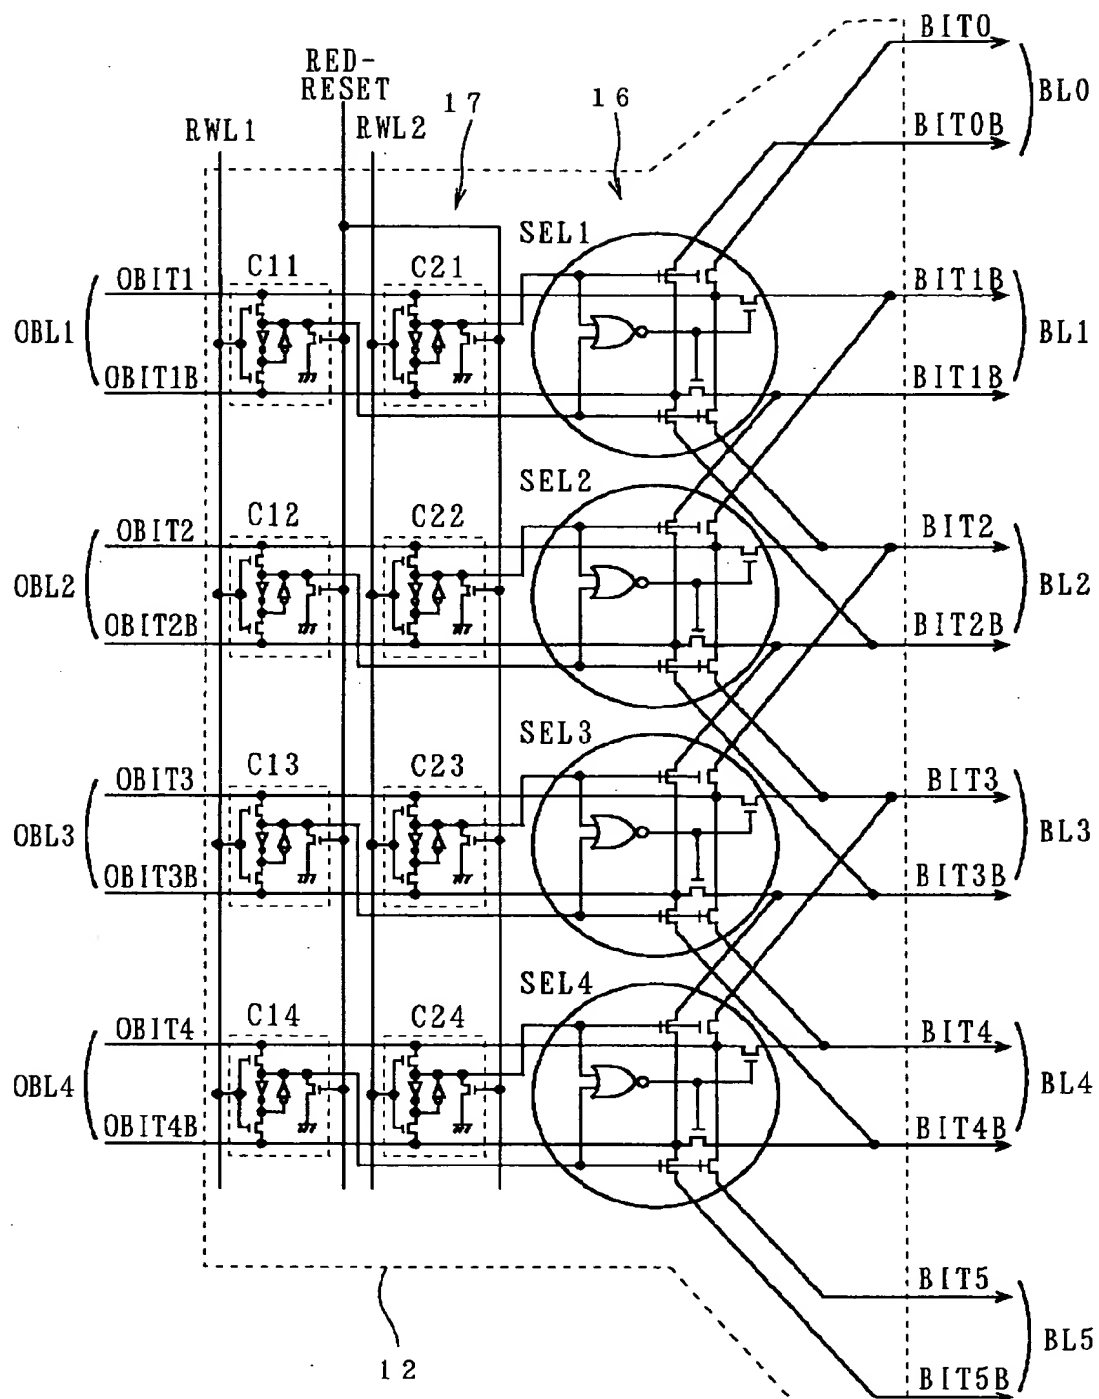 BIT0
BL0
BIT0B
RED-
RESET
17
16
RWL1
RWL2
SEL1
C11
C21
OBIT1
BIT1B
OBL1
BL1
OBIT1B
BIT1B
SEL2
C12
C22
OBIT2
BIT2
OBL2
BL2
OBIT2B
BIT2B
SEL3
C13
C23
OBIT3
BIT3
OBL3
BL3
OBIT3B
BIT3B
SEL4
C14
C24
OBIT4
BIT4
OBL4
BL4
OBIT4B
BIT4B
BIT5
BL5
12
BIT5B